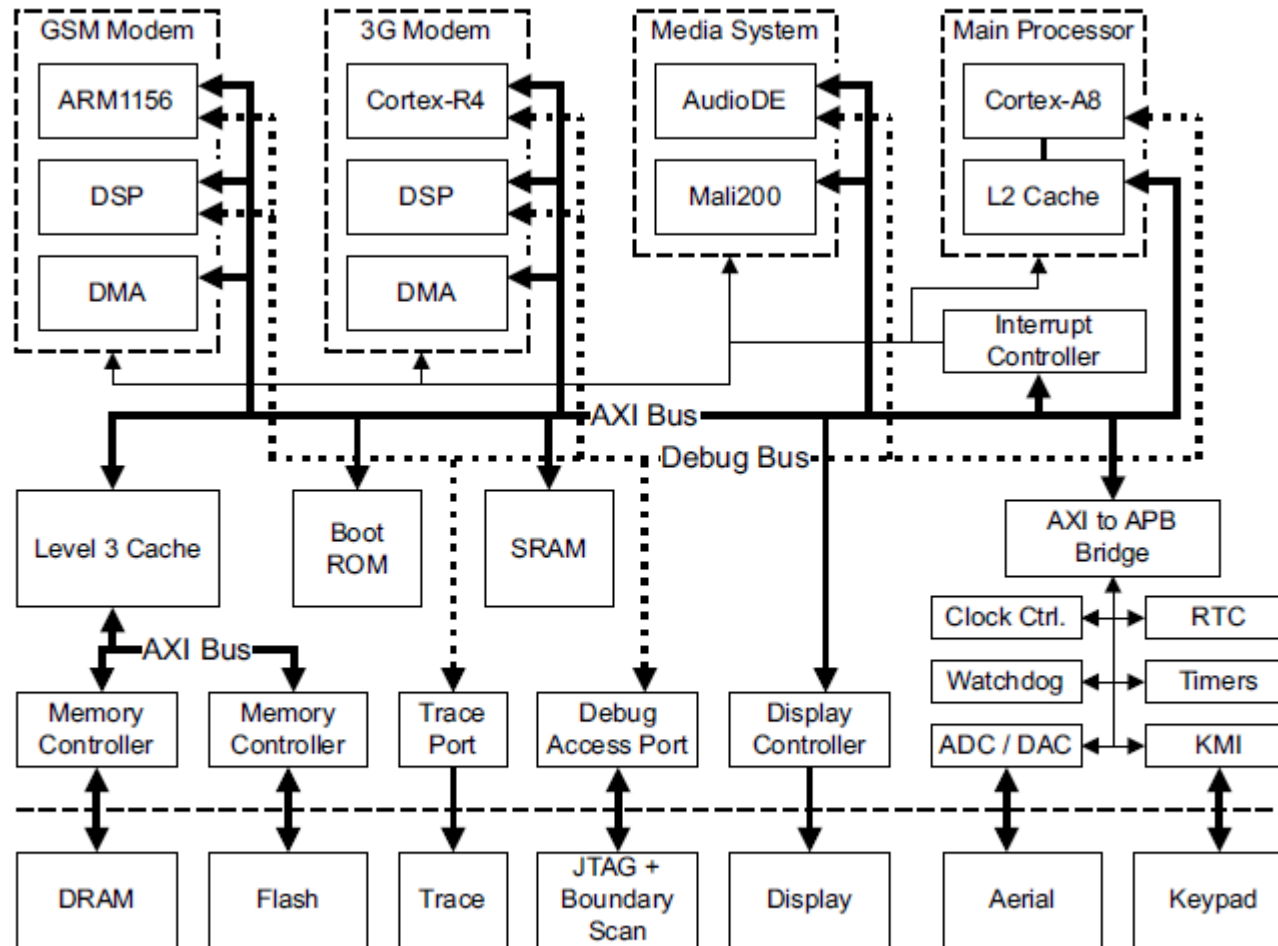 GSM Modem
3G Modem
Media System
Main Processor
ARM1156
Cortex-R4
AudioDE
Cortex-A8
DSP
DSP
Mali200
L2 Cache
DMA
DMA
Interrupt
Controller
AXI Bus
Debug Bus
Level 3 Cache
Boot
ROM
SRAM
AXI to APB
Bridge
Clock Ctrl.
RTC
AXI Bus
Watchdog
Timers
Memory
Controller
Memory
Controller
Trace
Port
Debug
Access Port
Display
Controller
ADC / DAC
KMI
DRAM
Flash
Trace
JTAG +
Boundary
Scan
Display
Aerial
Keypad